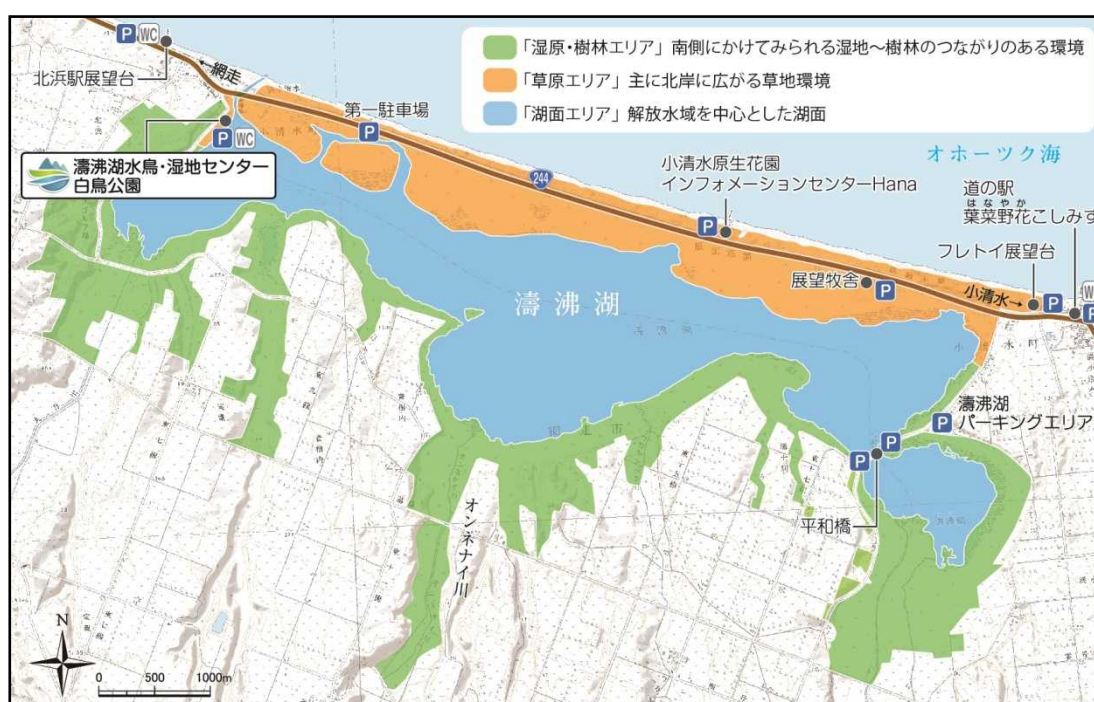 P WC
北浜駅展望台
←網走
「湿原・樹林エリア」南側にかけてみられる湿地～樹林のつながりのある環境
「草原エリア」主に北岸に広がる草地環境
「湖面エリア」解放水域を中心とした湖面
第一駐車場
P
P WC
濤沸湖水鳥・湿地センター
白鳥公園
244
オホーツク海
小清水原生花園
インフォメーションセンターHana
P
道の駅
はなやか
葉菜野花こしみず
フレトイ展望台
展望牧舎
P
小清水→
P
P
濤沸湖
濤沸湖
パーキングエリア
P
P
P
平和橋
オンネナイ川
N
0 500 1000m